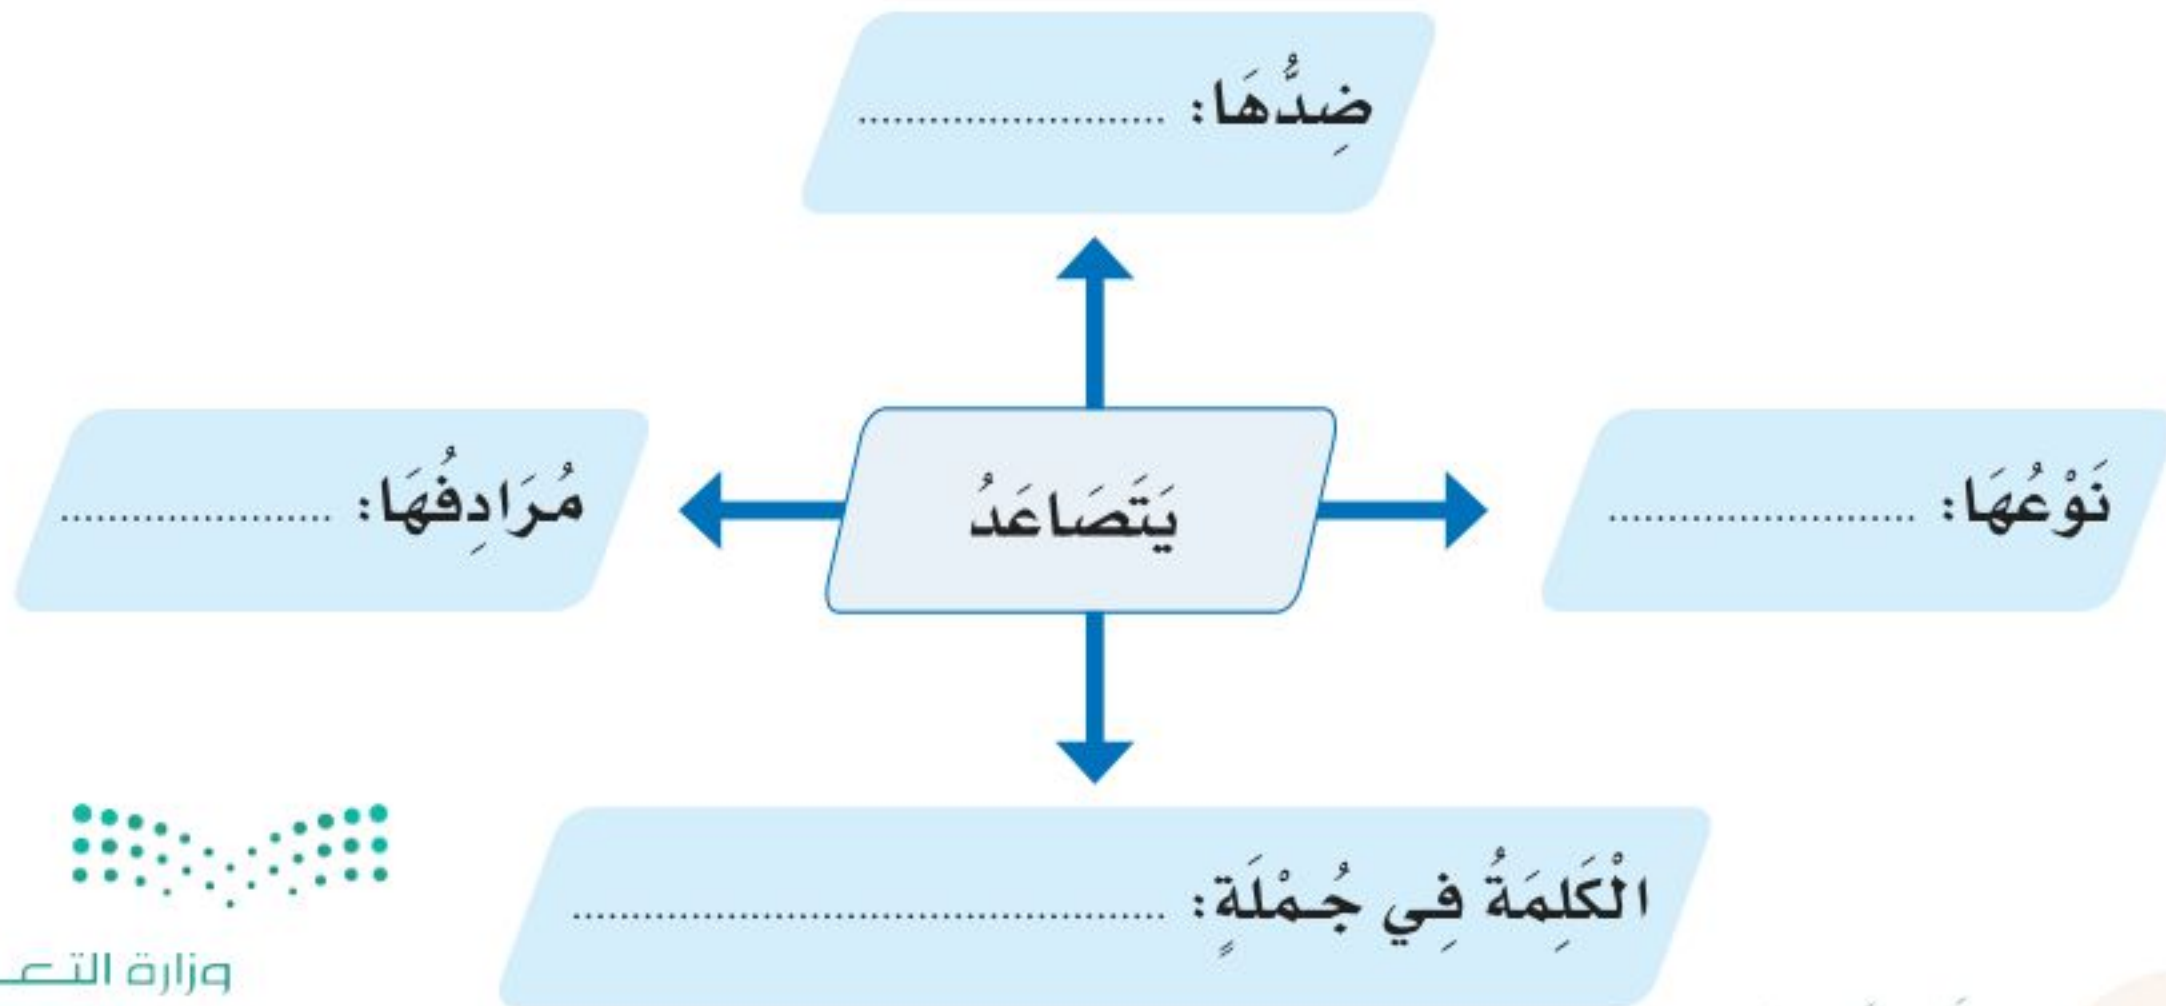 ضِدُّهَا: ..........................
نَوْعُهَا: ..........................
يَتَصَاعَدُ
مُرَادِفُهَا: .......................
الْكَلِمَةُ فِي جُمْلَةٍ: ..................................................
وزارة التعـ